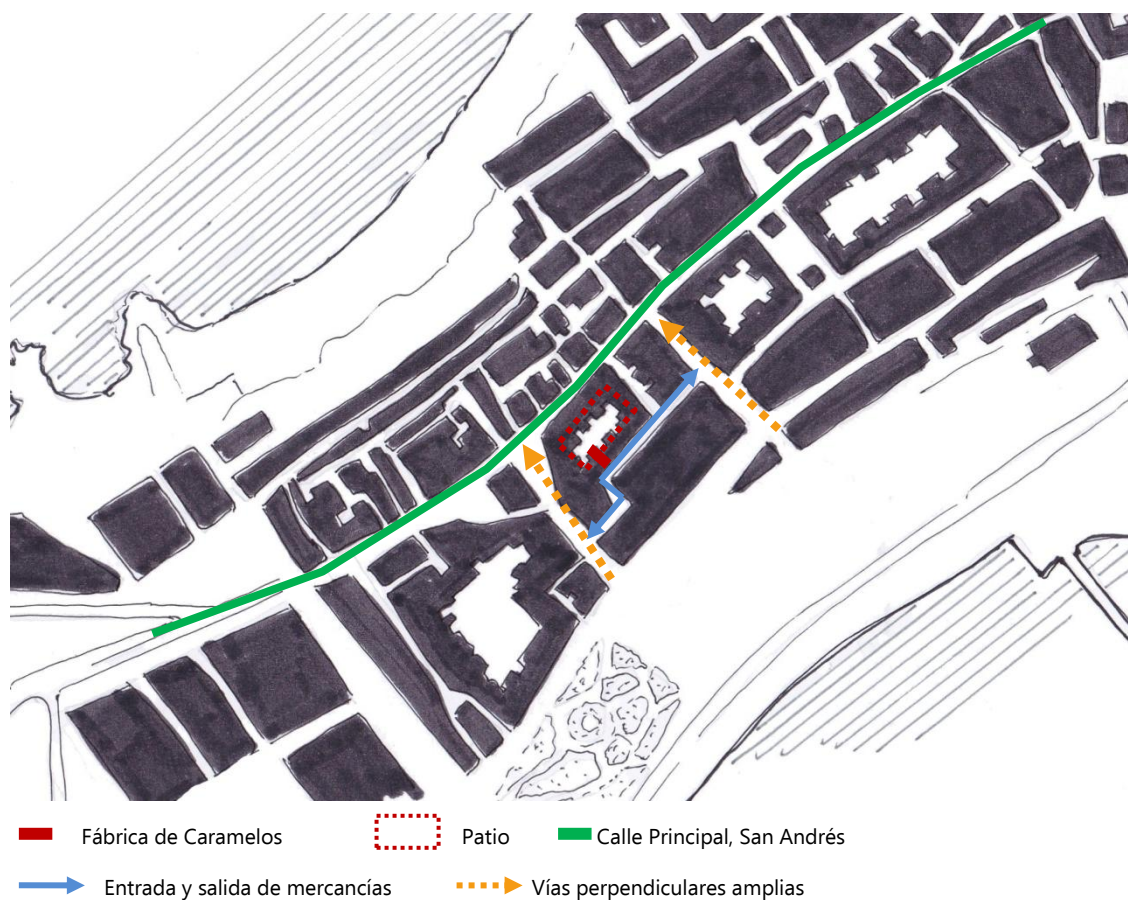 Fábrica de Caramelos Patio Calle Principal, San Andrés
Entrada y salida de mercancías Vías perpendiculares amplias